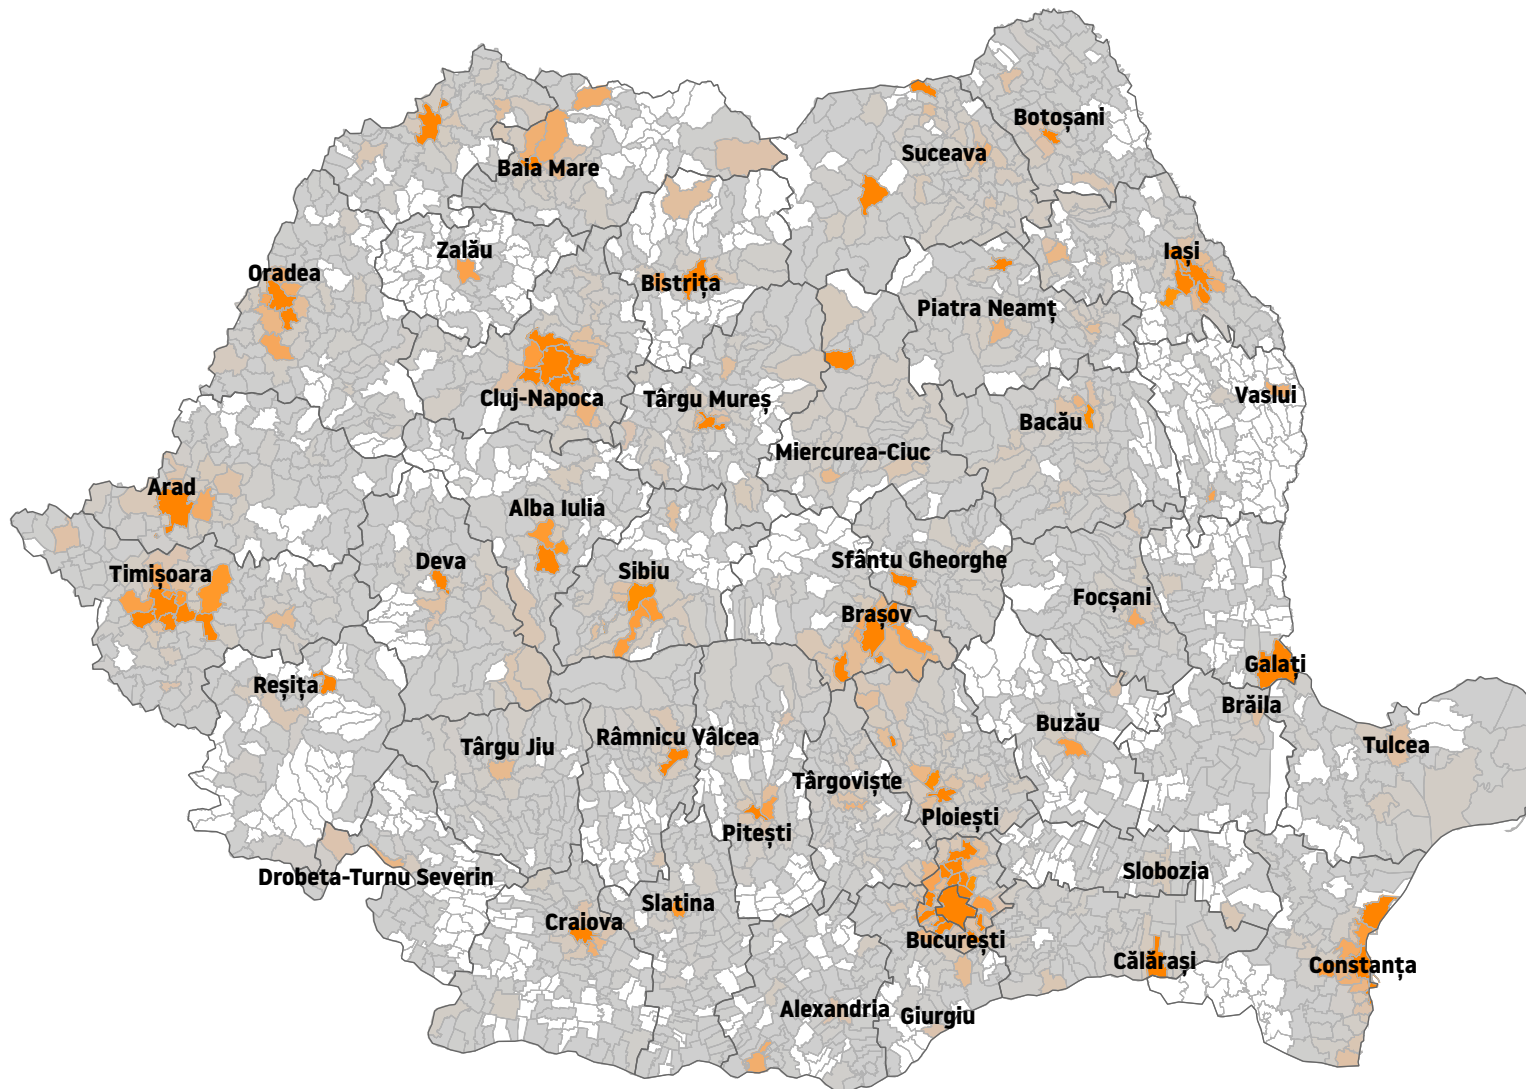 Botoșani
Suceava
Baia Mare
Zalău
Iași
Oradea
Bistrița
Piatra Neamț
Vaslui
Cluj-Napoca
Târgu Mureș
Bacău
Miercurea-Ciuc
Arad
Alba Iulia
Deva
Sfântu Gheorghe
Timișoara
Sibiu
Focșani
Brașov
Galați
Reșița
Brăila
Buzău
Râmnicu Vâlcea
Târgu Jiu
Tulcea
Târgoviște
Ploiești
Pitești
Slobozia
Drobeta-Turnu Severin
Slatina
Craiova
București
Călărași
Constanța
Alexandria
Giurgiu